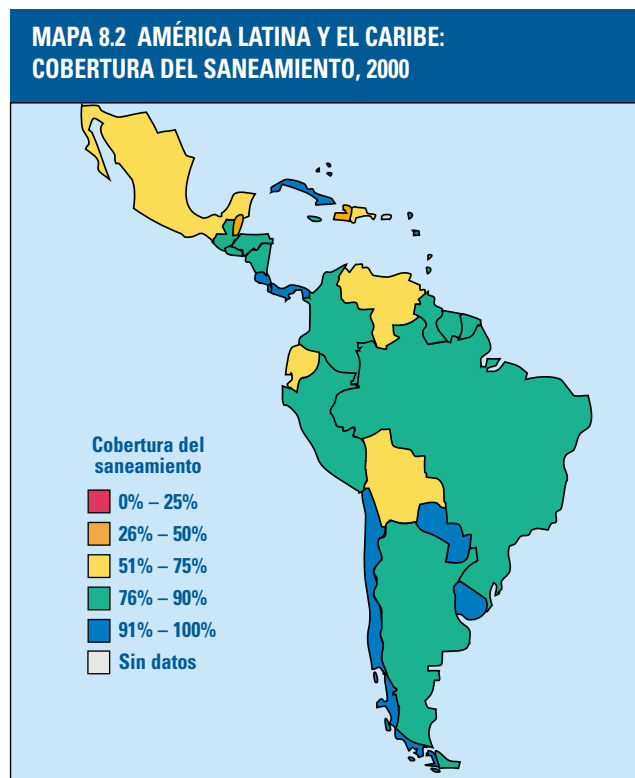 MAPA 8.2 AMÉRICA LATINA Y EL CARIBE:
COBERTURA DEL SANEAMIENTO, 2000
Cobertura del
saneamiento
0% – 25%
26% – 50%
51% – 75%
76% – 90%
91% – 100%
Sin datos